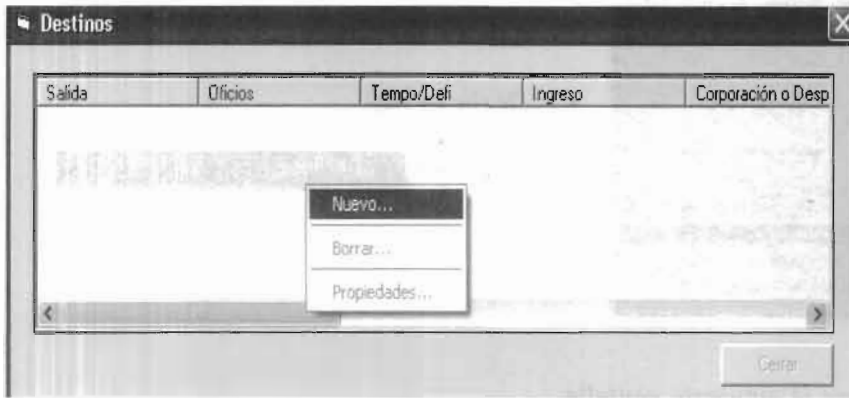 Destinos
Salida Oficios Tempo/Defi Ingreso Corporación o Desp
Nuevo...
Borrar...
Propiedades...
Cerrar